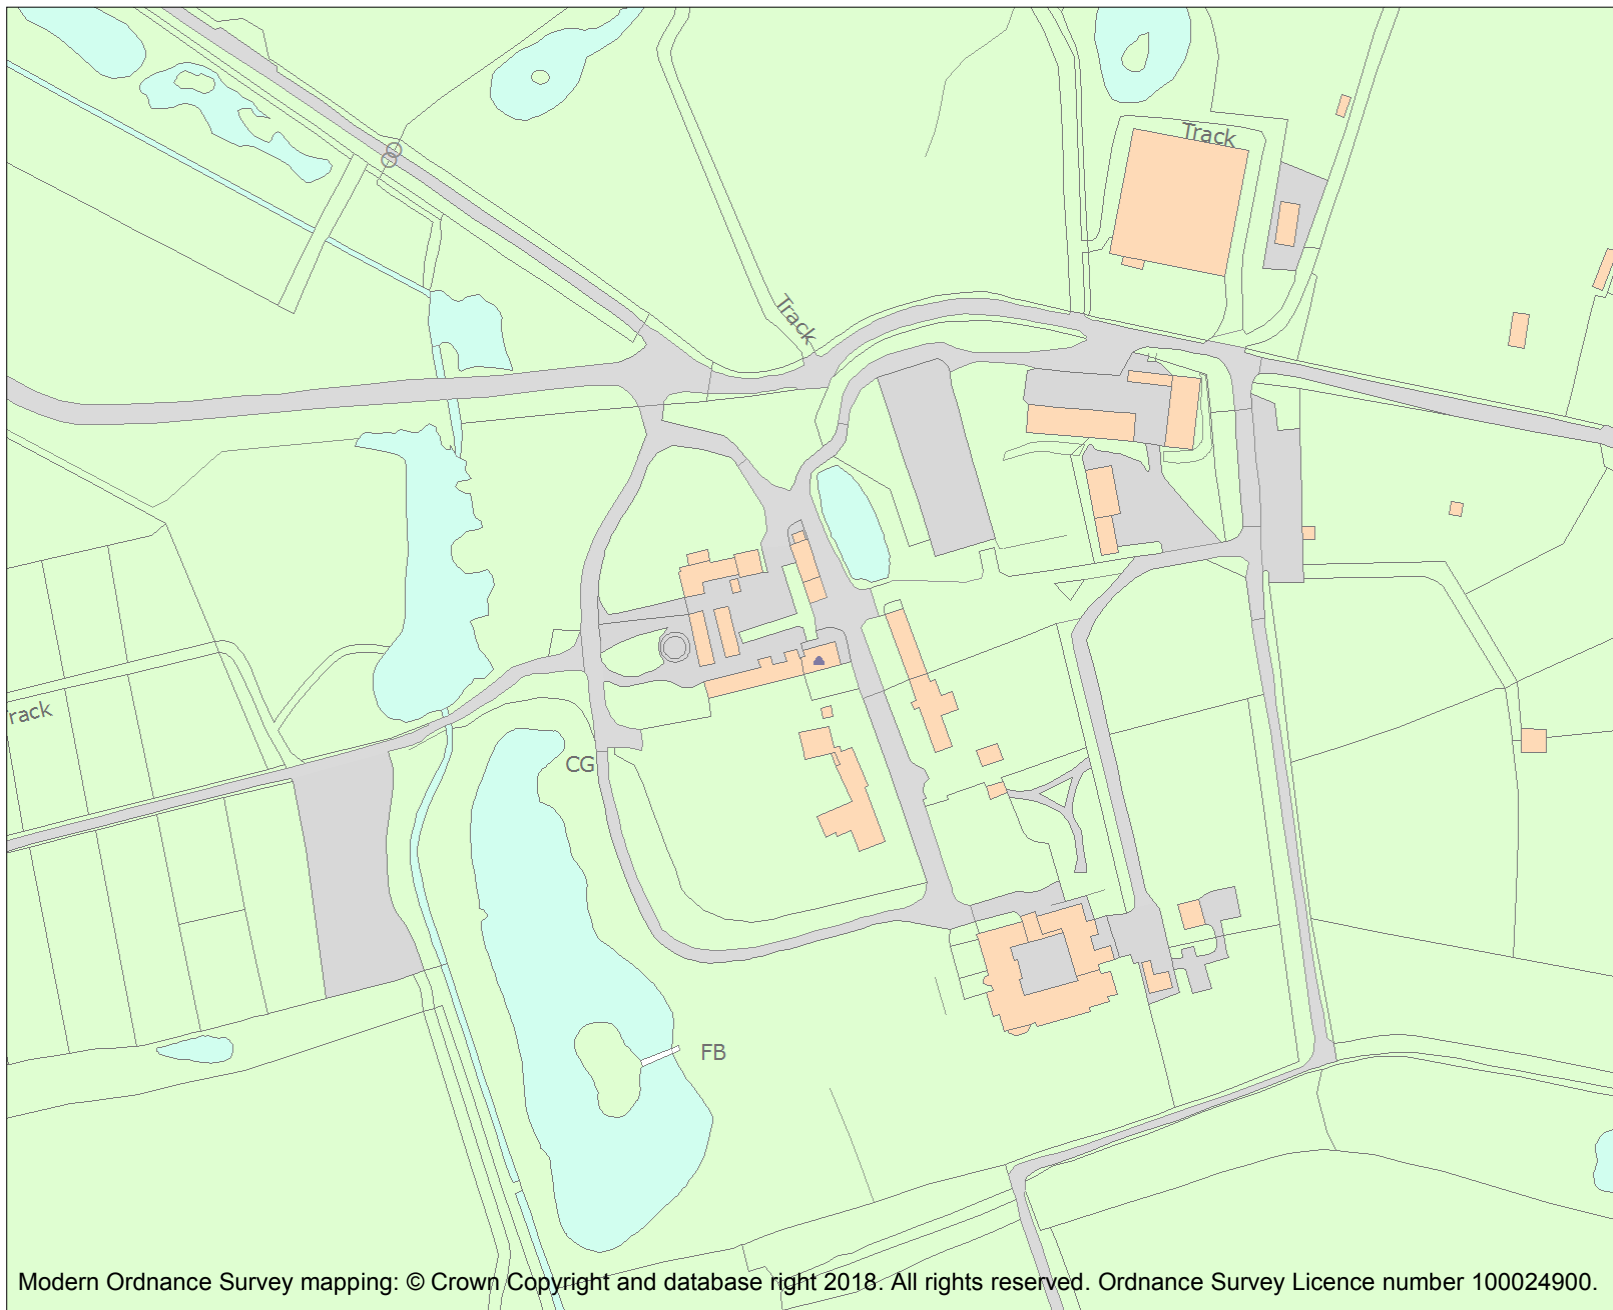 Track
Track
rack
CG
FB
Modern Ordnance Survey mapping: © Crown Copyright and database right 2018. All rights reserved. Ordnance Survey Licence number 100024900.